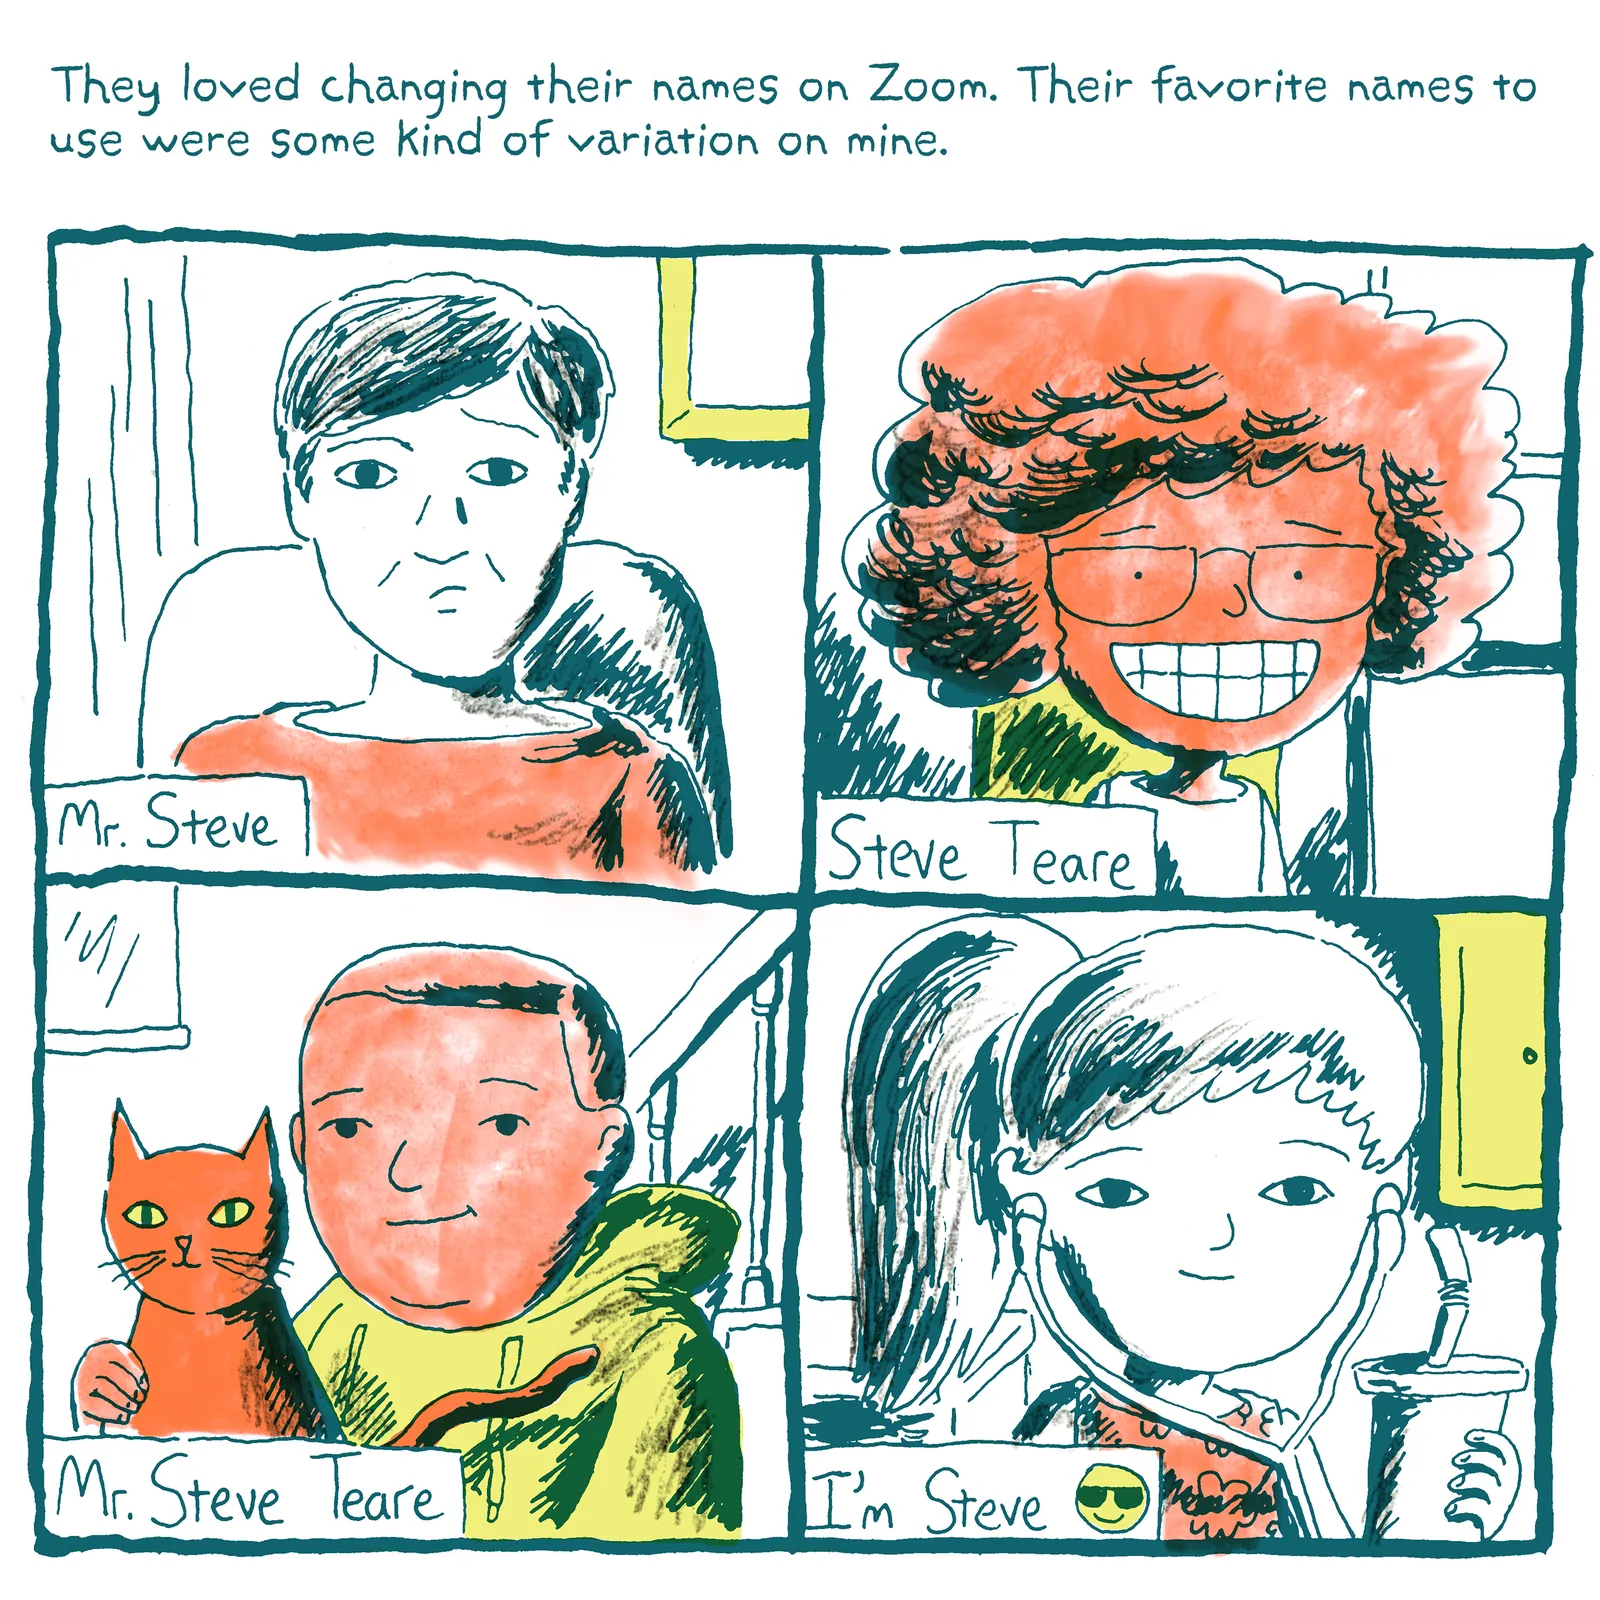 They loved changing their names on Zoom. Their favorite names to
use were some kind of variation on mine.
Mr. Steve
Steve Teare
Mr. Steve Teare
I'm Steve 😎